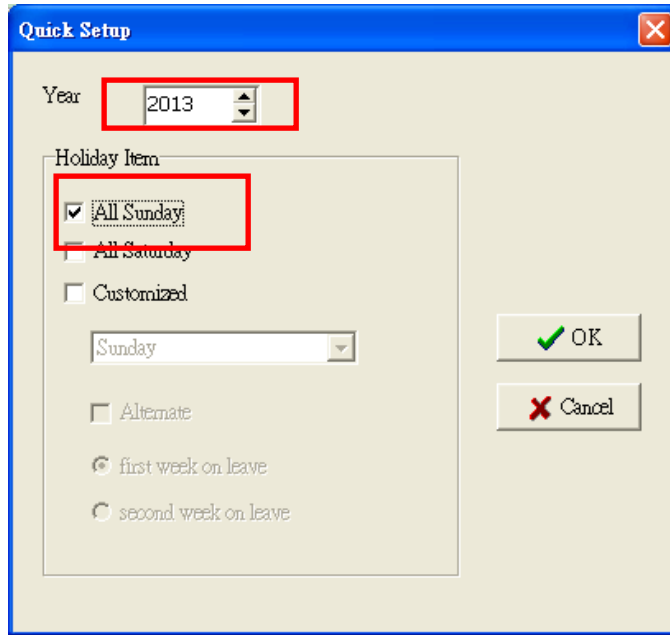 Quick Setup
Year 2013
Holiday Item
All Sunday
All Saturday
Customized
Sunday
OK
Alternate
Cancel
first week on leave
second week on leave